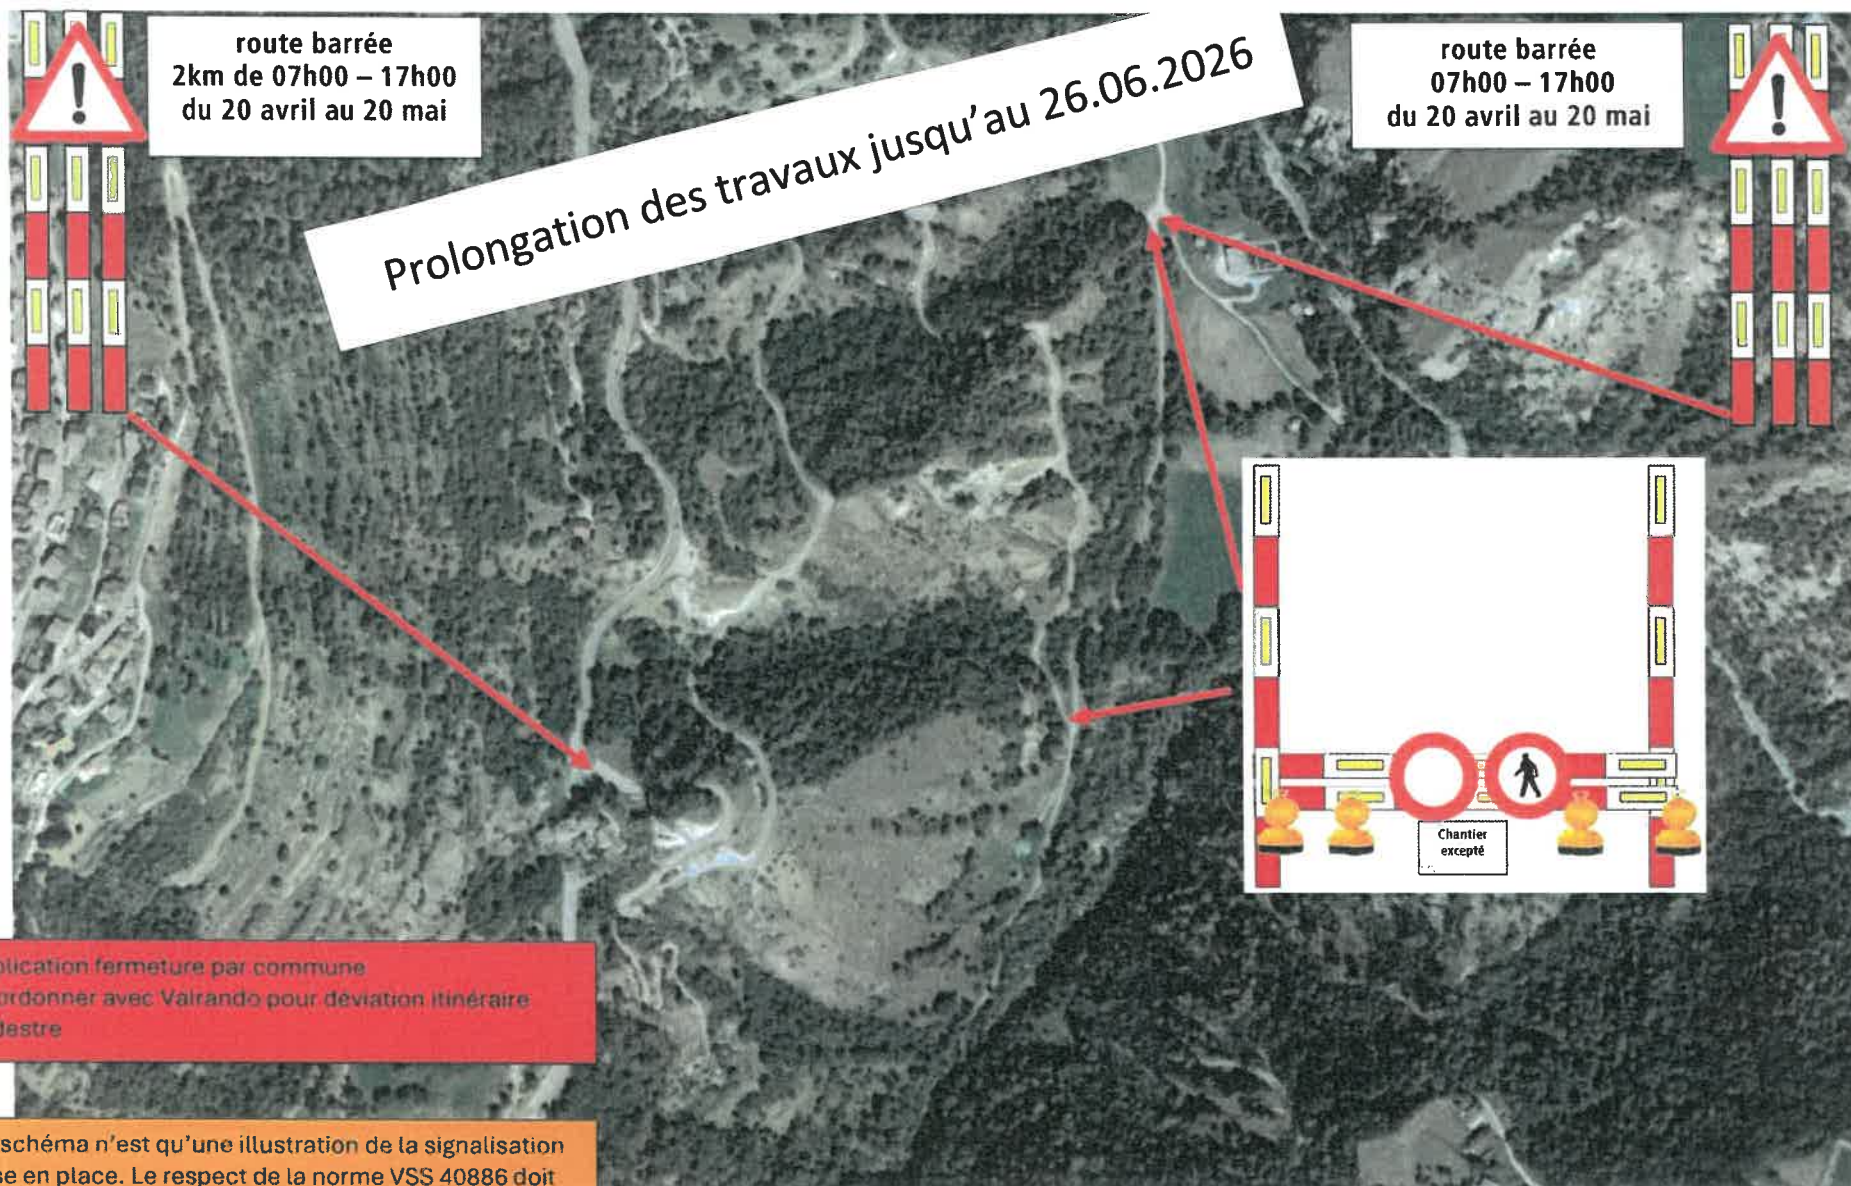 route barrée
2km de 07h00 – 17h00
du 20 avril au 20 mai
Prolongation des travaux jusqu'au 26.06.2026
route barrée
07h00 – 17h00
du 20 avril au 20 mai
Chantier
excepté
fermeture par commune
avec Valrando pour déviation itinéraire
schéma n'est qu'une illustration de la signalisation
en place. Le respect de la norme VSS 40886 doit